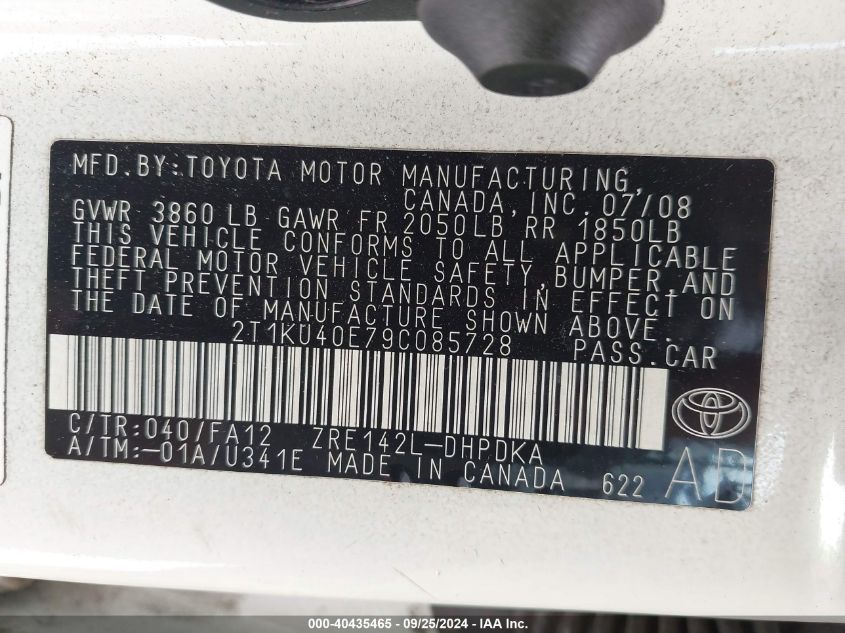 MFD.BY:TOYOTA MOTOR MANUFACTURING,
CANADA, INC. 07/08
GVWR 3860 LB GAWR FR 2050LB RR 1850LB
THIS VEHICLE CONFORMS TO ALL APPLICABLE
FEDERAL MOTOR VEHICLE SAFETY,BUMPER,AND
THEFT PREVENTION STANDARDS IN EFFECT ON
THE DATE OF MANUFACTURE SHOWN ABOVE.
2T1KU40E79C085728 PASS.CAR
C/TR:040/FA12 ZRE142L-DHPDKA
A/TM:-01A/U341E MADE IN CANADA 622
AD
000-40435465 - 09/25/2024 - IAA Inc.